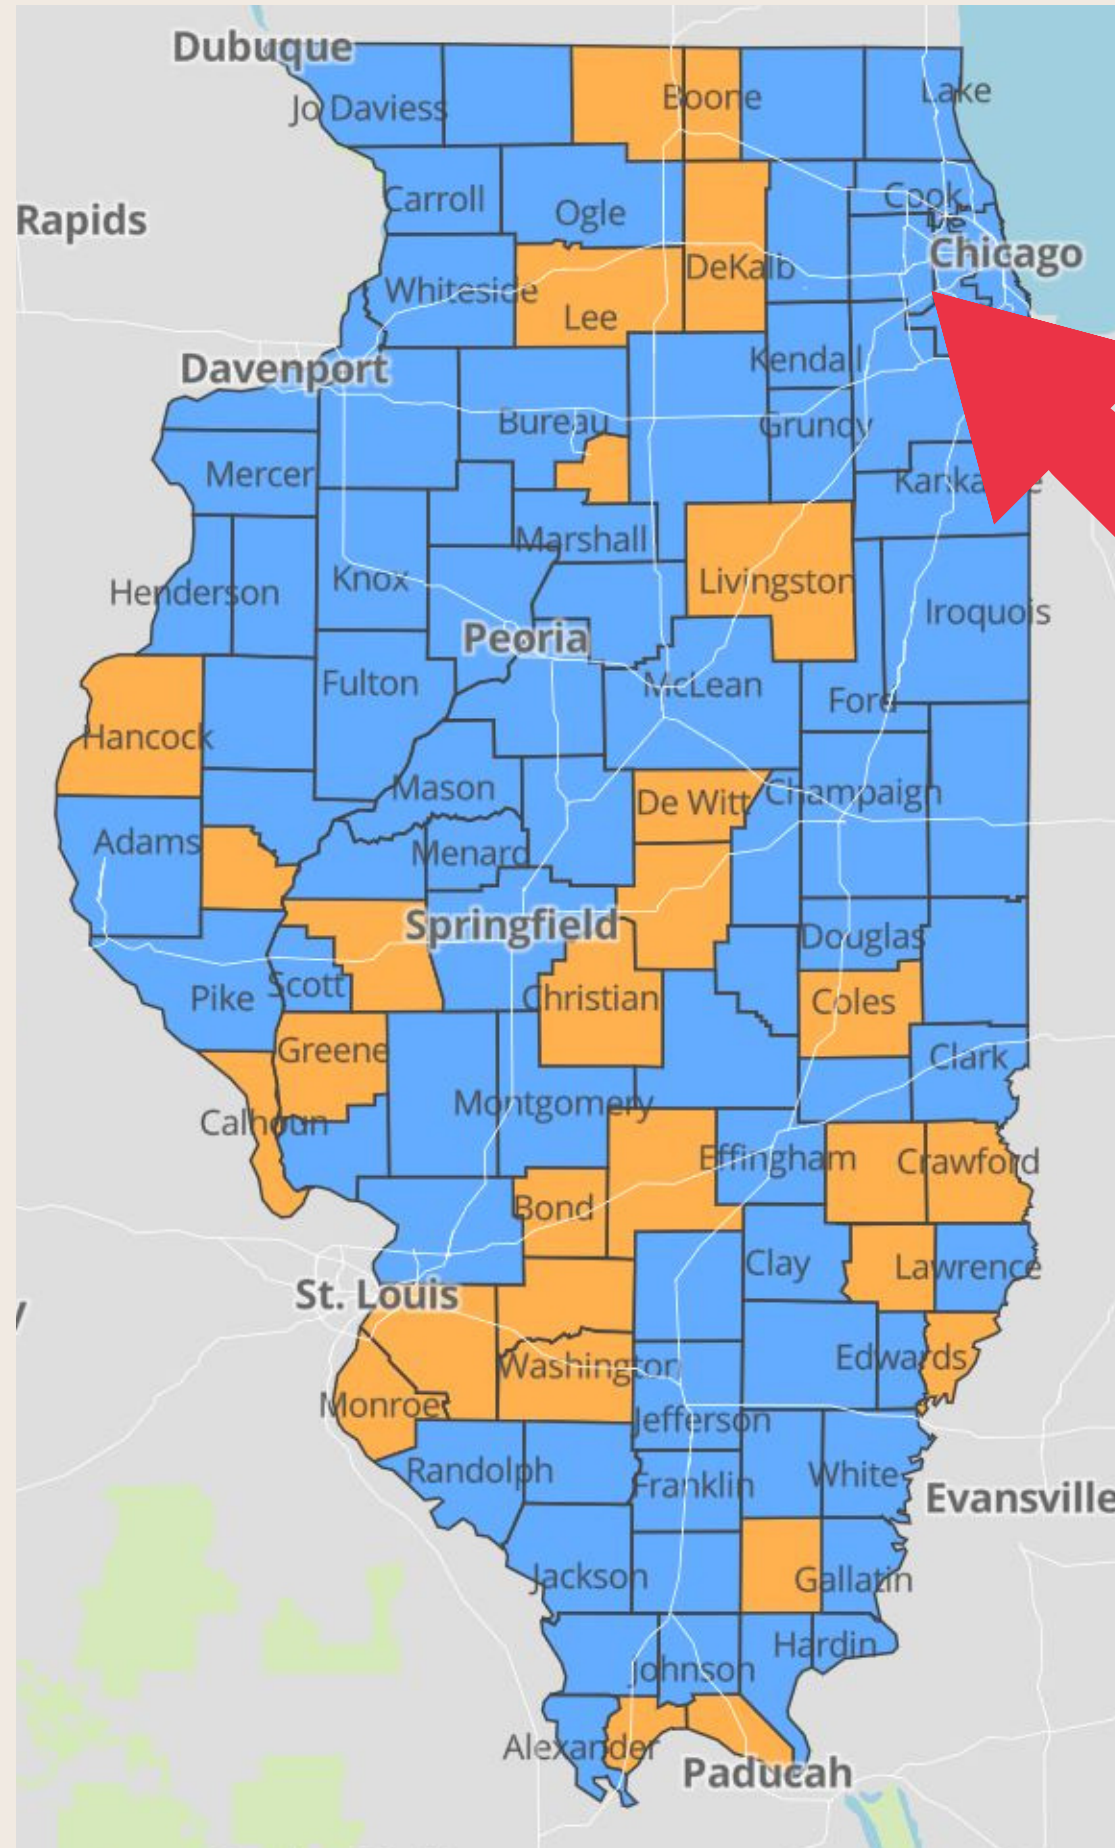 Dubuque
Jo Daviess
Boone
Lake
Carroll
Ogle
Cook
Rapids
Chicago
DeKalb
Whiteside
Lee
Kendall
Davenport
Bureau
Grundy
Mercer
Marshall
Knox
Livingston
Henderson
Iroquois
Peoria
Fulton
McLean
Ford
Hancock
Mason
De Witt
Champaign
Adams
Menard
Springfield
Douglas
Scott
Pike
Christian
Coles
Greene
Clark
Montgomery
Calhoun
Effingham
Crawford
Bond
Clay
Lawrence
St. Louis
Washington
Edwards
Monroe
Jefferson
Randolph
Franklin
White
Evansville
Jackson
Gallatin
Hardin
Johnson
Alexander
Paducah